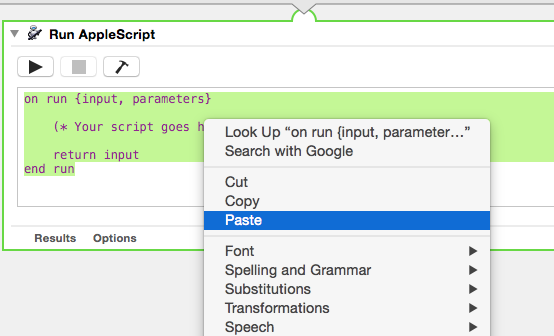 Run AppleScript
on run {input, parameters}
(* Your script goes h
return input
end run
Look Up “on run {input, parameter…”
Search with Google
Cut
Copy
Paste
Font
Spelling and Grammar
Substitutions
Transformations
Speech
Results Options